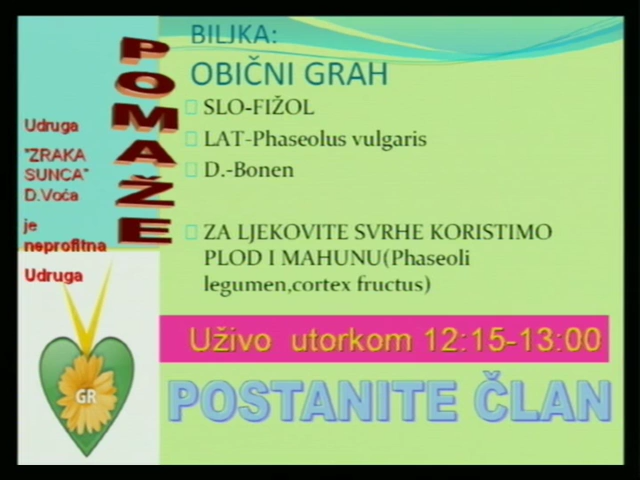 BILJKA:
OBIČNI GRAH
SLO-FIŽOL
LAT-Phaseolus vulgaris
D.-Bonen
ZA LJEKOVITE SVRHE KORISTIMO
PLOD I MAHUNU(Phaseoli
legumen,cortex fructus)
POMAŽE
Udruga
"ZRAKA
SUNCA"
D.Voća
je
neprofitna
Udruga
GR
Uživo utorkom 12:15-13:00
POSTANITE ČLAN